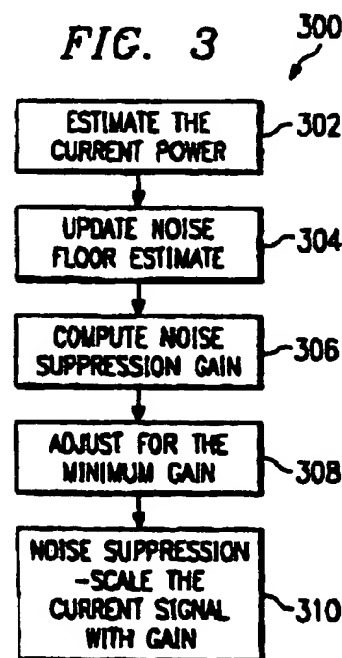 FIG. 3
300
ESTIMATE THE
CURRENT POWER
302
UPDATE NOISE
FLOOR ESTIMATE
304
COMPUTE NOISE
SUPPRESSION GAIN
306
ADJUST FOR THE
MINIMUM GAIN
308
NOISE SUPPRESSION
-SCALE THE
CURRENT SIGNAL
WITH GAIN
310